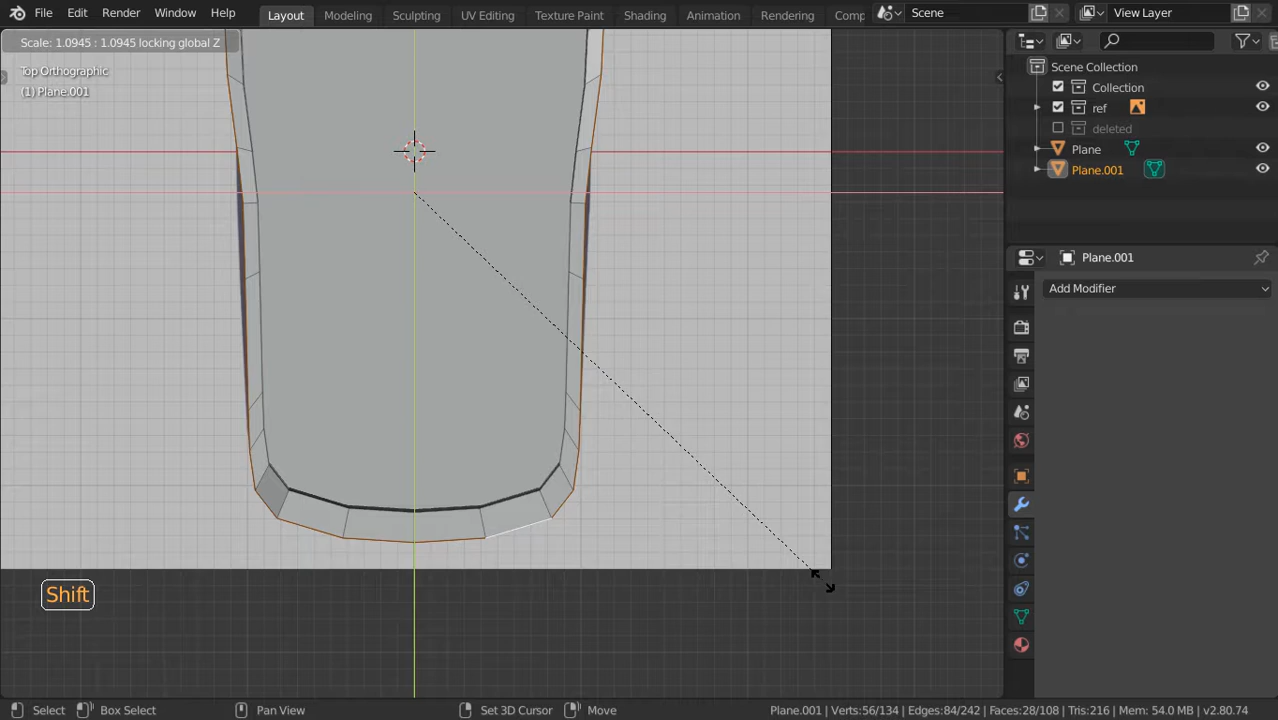 File Edit Render Window Help Layout Modeling Sculpting UV Editing Texture Paint Shading Animation Rendering Comp Scene View Layer
Scale: 1.0945 : 1.0945 locking global Z
Top Orthographic
(1) Plane.001
Scene Collection
Collection
ref
deleted
Plane
Plane.001
Plane.001
Add Modifier
Shift
Select Box Select Pan View Set 3D Cursor Move Plane.001 | Verts:56/134 | Edges:84/242 | Faces:28/108 | Tris:216 | Mem: 54.0 MB | v2.80.74